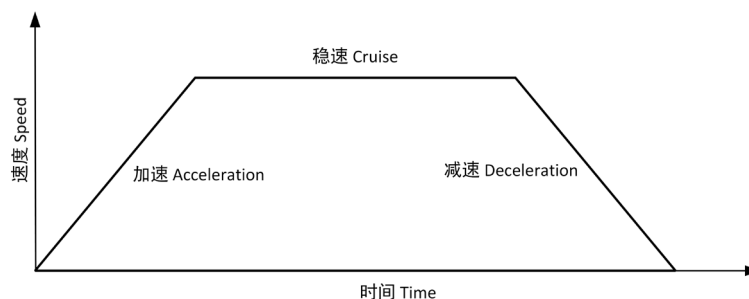 稳速 Cruise
速度 Speed
加速 Acceleration
减速 Deceleration
时间 Time